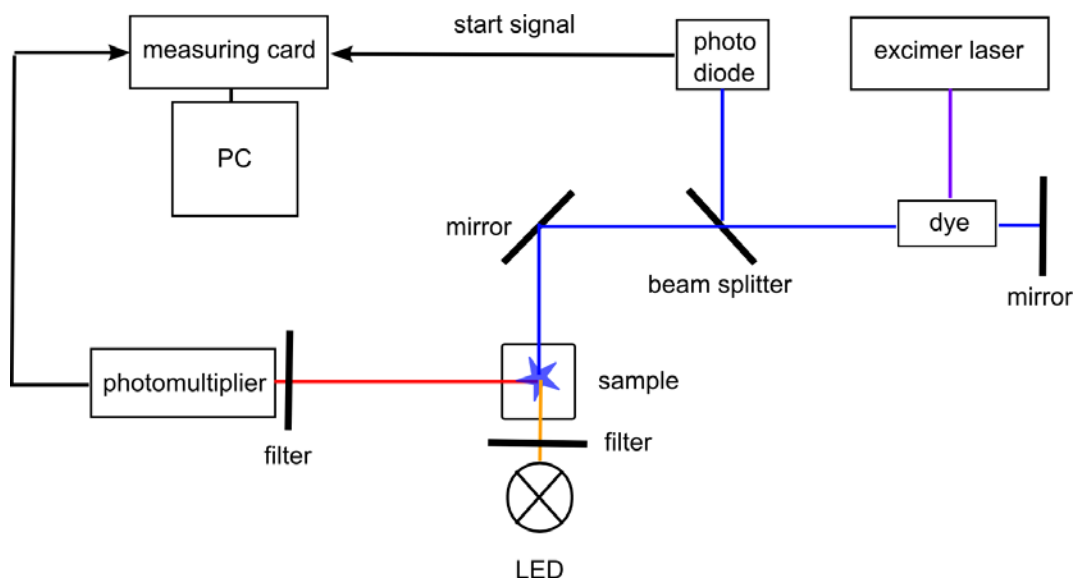 start signal
measuring card
photo
diode
excimer laser
PC
mirror
dye
beam splitter
mirror
photomultiplier
sample
filter
filter
LED